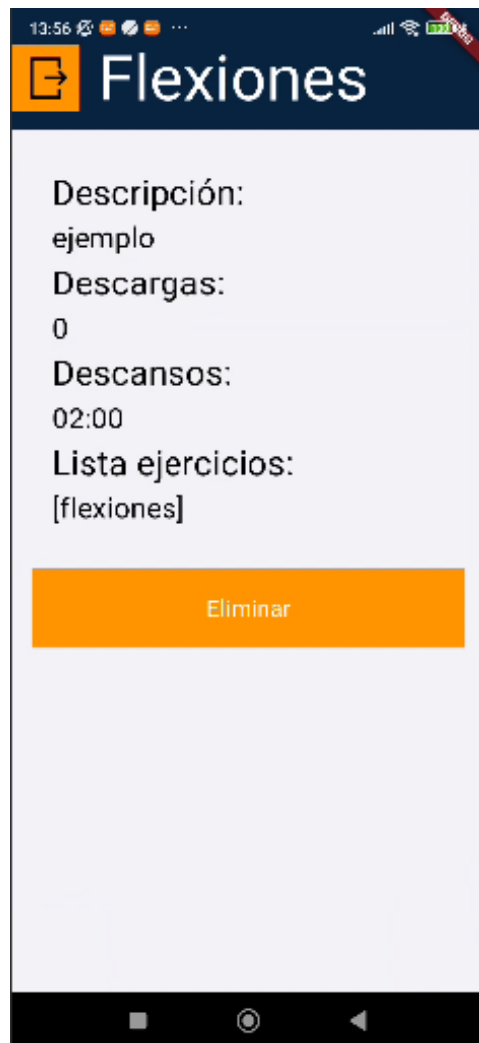 13:56
Flexiones
Descripción:
ejemplo
Descargas:
0
Descansos:
02:00
Lista ejercicios:
[flexiones]
Eliminar